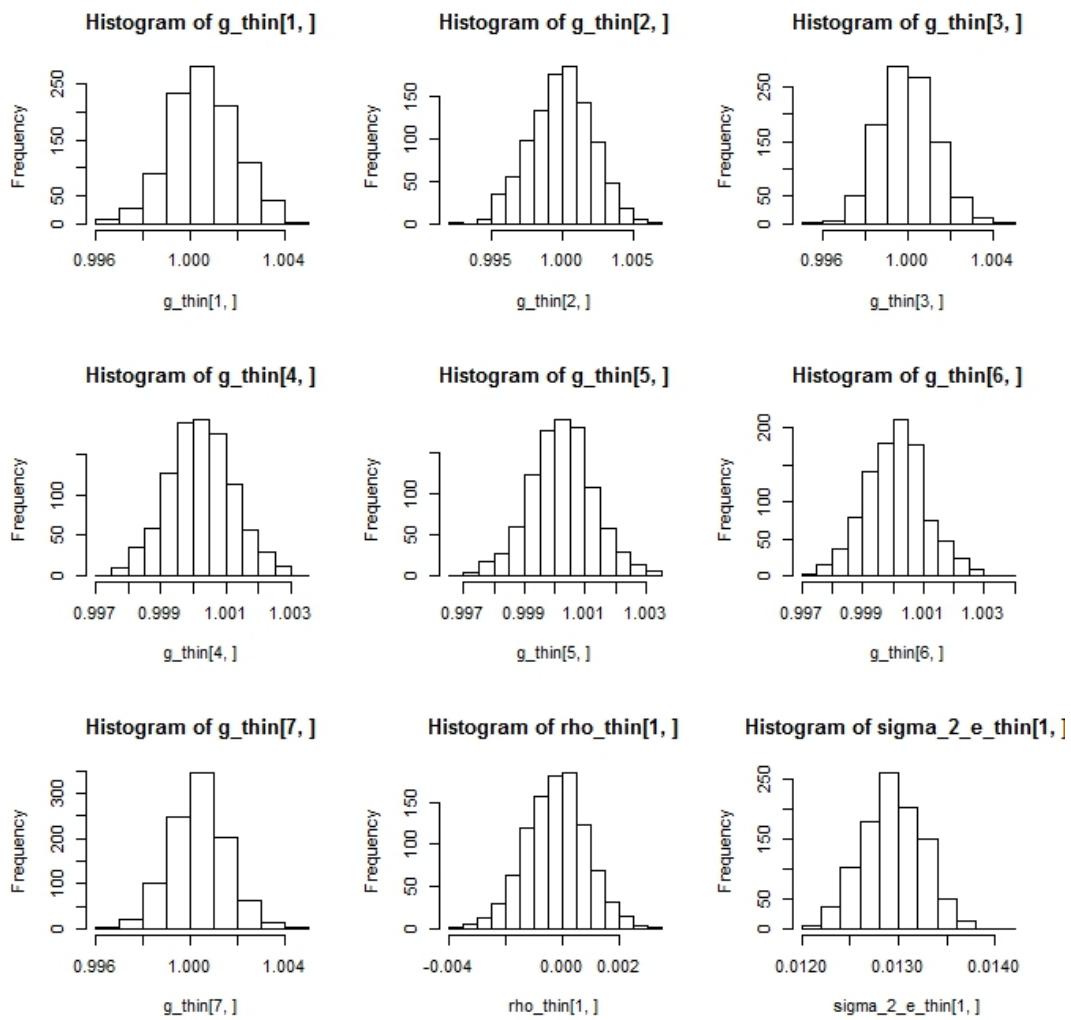 Histogram of g_thin[1, ]
Frequency
250
150
50
0
0.996 1.000 1.004
g_thin[1, ]
Histogram of g_thin[2, ]
Frequency
150
100
50
0
0.995 1.000 1.005
g_thin[2, ]
Histogram of g_thin[3, ]
Frequency
250
150
50
0
0.996 1.000 1.004
g_thin[3, ]
Histogram of g_thin[4, ]
Frequency
100
50
0
0.997 0.999 1.001 1.003
g_thin[4, ]
Histogram of g_thin[5, ]
Frequency
100
50
0
0.997 0.999 1.001 1.003
g_thin[5, ]
Histogram of g_thin[6, ]
Frequency
200
100
50
0
0.997 0.999 1.001 1.003
g_thin[6, ]
Histogram of g_thin[7, ]
Frequency
300
200
100
0
0.996 1.000 1.004
g_thin[7, ]
Histogram of rho_thin[1, ]
Frequency
150
100
50
0
-0.004 0.000 0.002
rho_thin[1, ]
Histogram of sigma_2_e_thin[1, ]
Frequency
250
150
50
0
0.0120 0.0130 0.0140
sigma_2_e_thin[1, ]